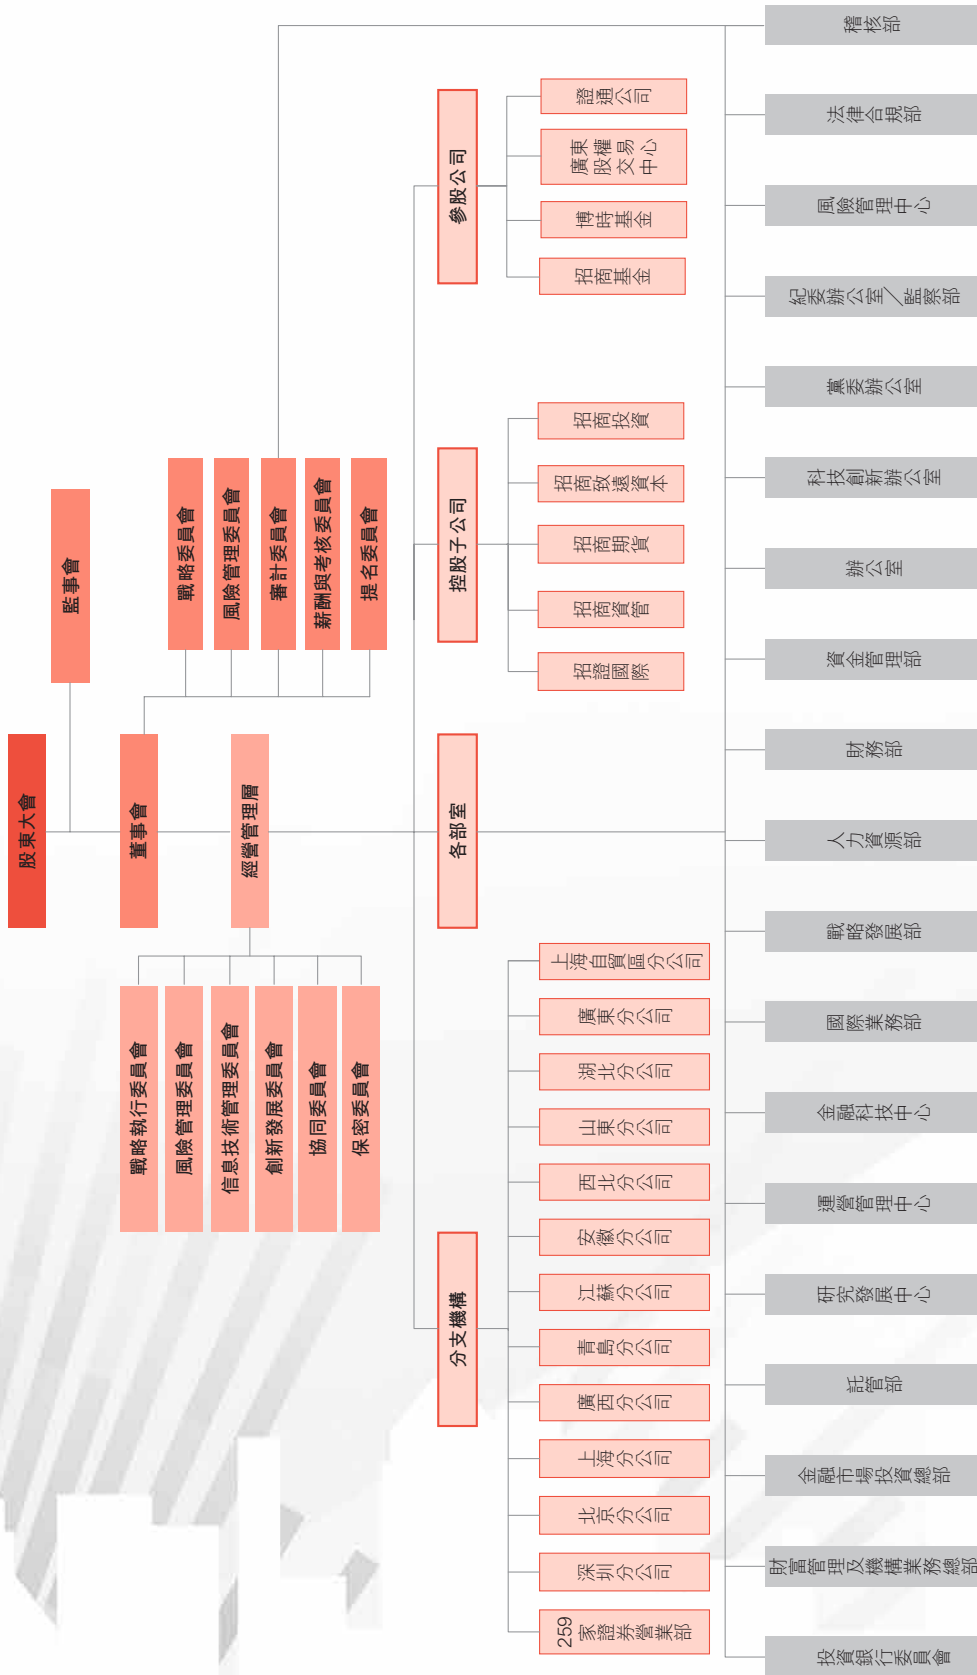 股東大會
監事會
董事會
戰略委員會
風險管理委員會
審計委員會
薪酬與考核委員會
提名委員會
經營管理層
戰略執行委員會
風險管理委員會
信息技術管理委員會
創新發展委員會
協同委員會
保密委員會
分支機構
各部室
控股子公司
參股公司
259
家證券營業部
深圳分公司
北京分公司
上海分公司
廣西分公司
青島分公司
江蘇分公司
安徽分公司
西北分公司
山東分公司
湖北分公司
廣東分公司
上海自貿區分公司
招證國際
招商資管
招商期貨
招商致遠資本
招商投資
招商基金
博時基金
廣東
股權
交易
中心
證通公司
投資銀行委員會
財富管理及機構業務總部
金融市場投資總部
託管部
研究發展中心
運營管理中心
金融科技中心
國際業務部
戰略發展部
人力資源部
財務部
資金管理部
辦公室
科技創新辦公室
黨委辦公室
紀委辦公室／監察部
風險管理中心
法律合規部
稽核部